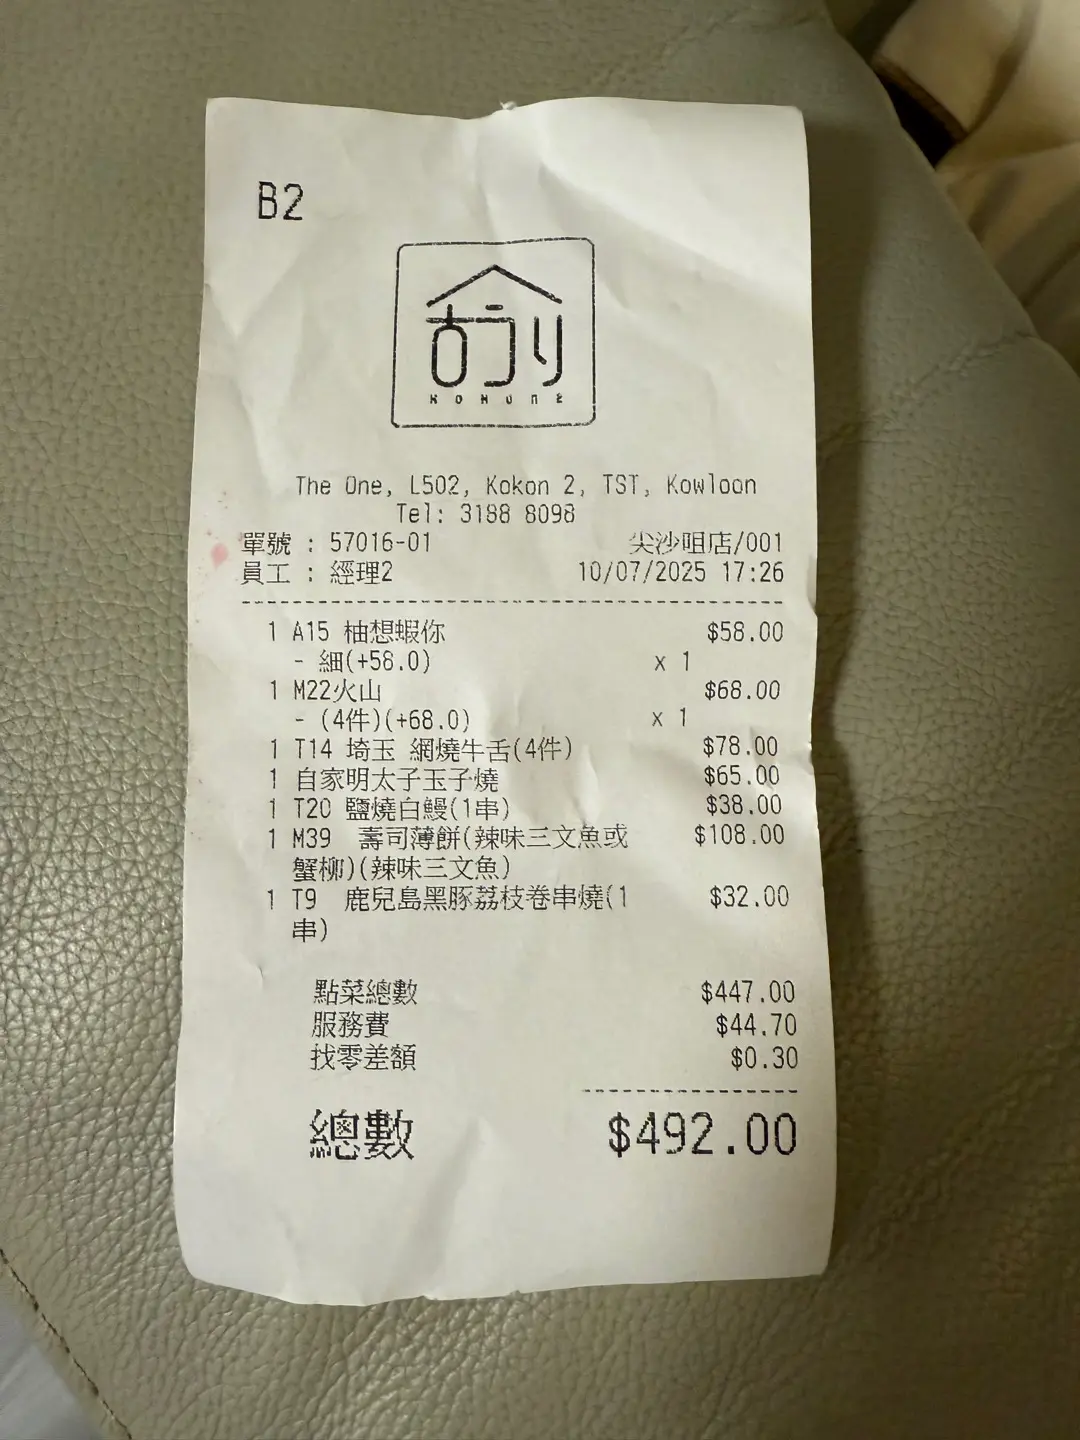 B2
古今り
KOKONE
The One, L502, Kokon 2, TST, Kowloon
Tel: 3188 8098
單號 : 57016-01 尖沙咀店/001
員工 : 經理2 10/07/2025 17:26
1 A15 柚想蝦你 $58.00
- 細(+58.0) x 1
1 M22火山 $68.00
- (4件)(+68.0) x 1
1 T14 埼玉 網燒牛舌(4件) $78.00
1 自家明太子玉子燒 $65.00
1 T20 鹽燒白鰻(1串) $38.00
1 M39 壽司薄餅(辣味三文魚或 $108.00
蟹柳)(辣味三文魚)
1 T9 鹿兒島黑豚荔枝卷串燒(1 $32.00
串)
點菜總數 $447.00
服務費 $44.70
找零差額 $0.30
總數 $492.00